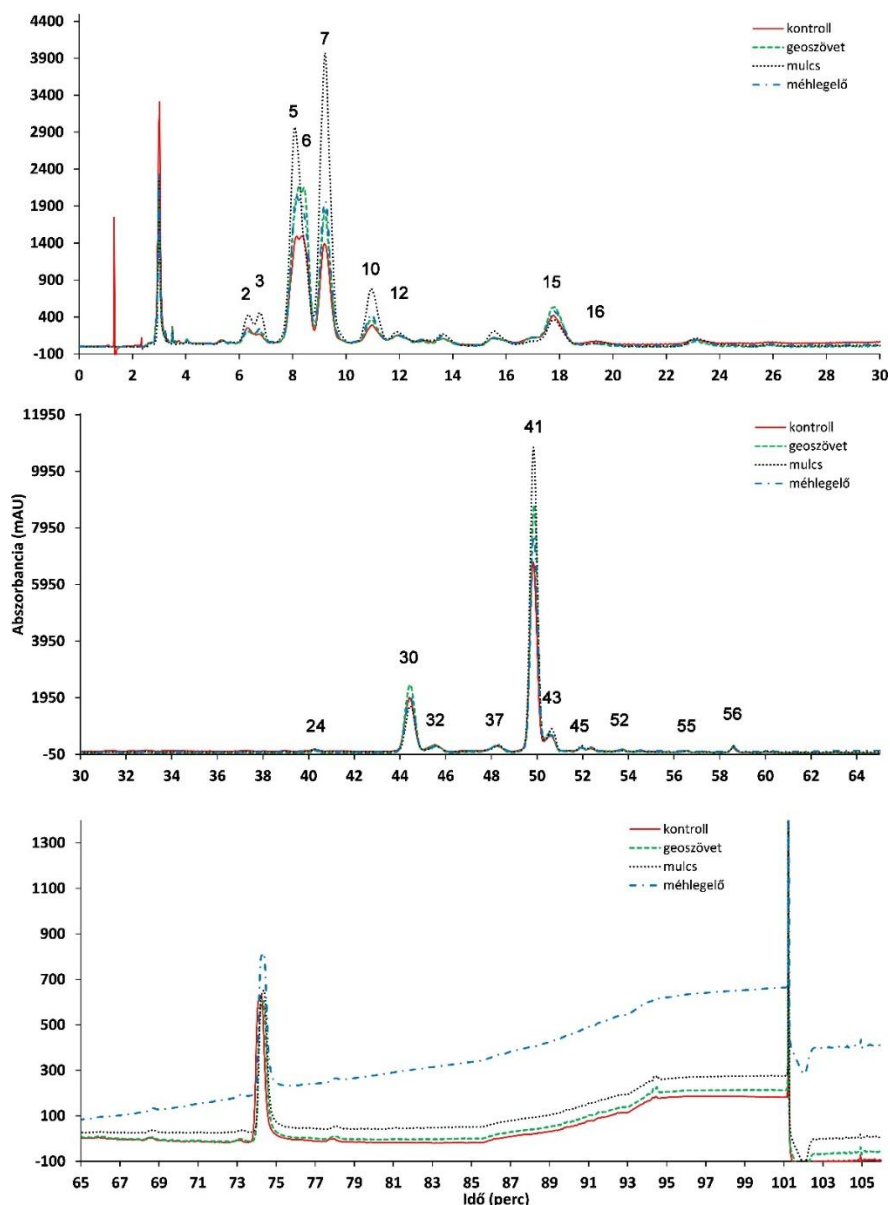 4400
3900
3400
2900
2400
1900
1400
900
400
-100
7
5
6
2
3
10
12
15
16
kontroll
geoszövet
mulcs
méhlegelő
0 2 4 6 8 10 12 14 16 18 20 22 24 26 28 30
Abszorbancia (mAU)
11950
9950
7950
5950
3950
1950
-50
41
30
43
24
32
37
45
52
55
56
kontroll
geoszövet
mulcs
méhlegelő
30 32 34 36 38 40 42 44 46 48 50 52 54 56 58 60 62 64
1300
1100
900
700
500
300
100
-100
kontroll
geoszövet
mulcs
méhlegelő
65 67 69 71 73 75 77 79 81 83 85 87 89 91 93 95 97 99 101 103 105
Idő (perc)